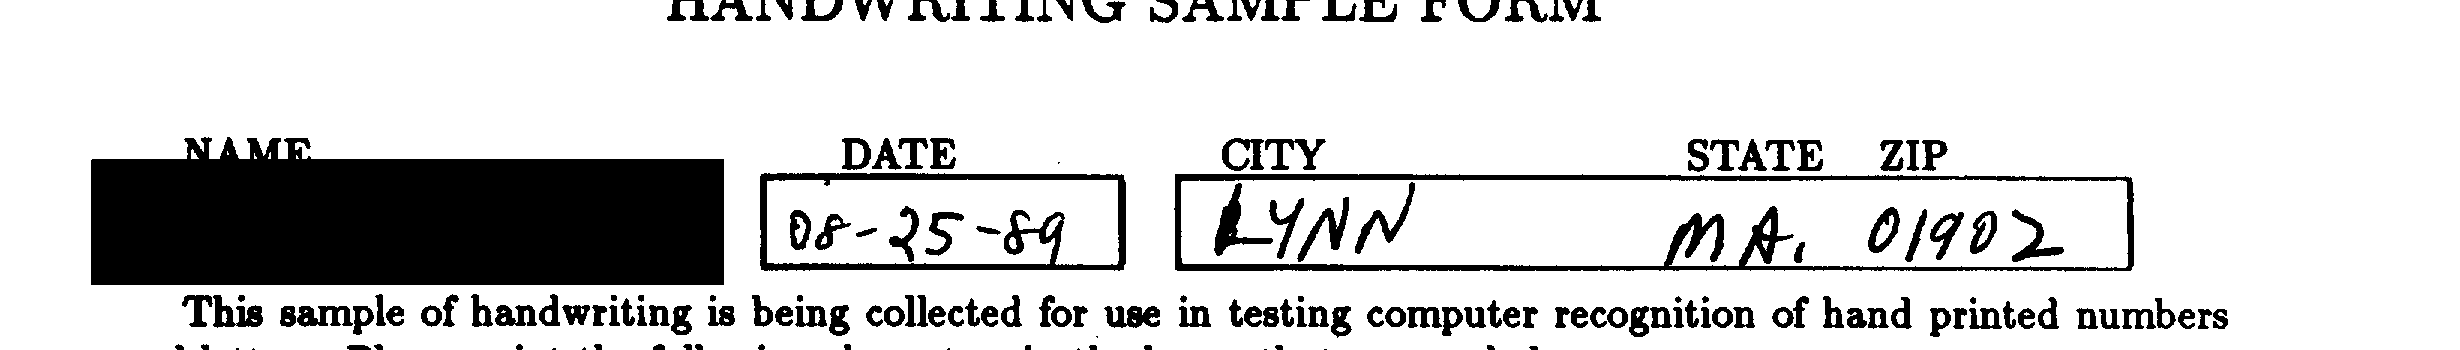 HANDWRITING SAMPLE FORM
NAME DATE CITY STATE ZIP
08-25-89 LYNN MA. 01902
This sample of handwriting is being collected for use in testing computer recognition of hand printed numbers